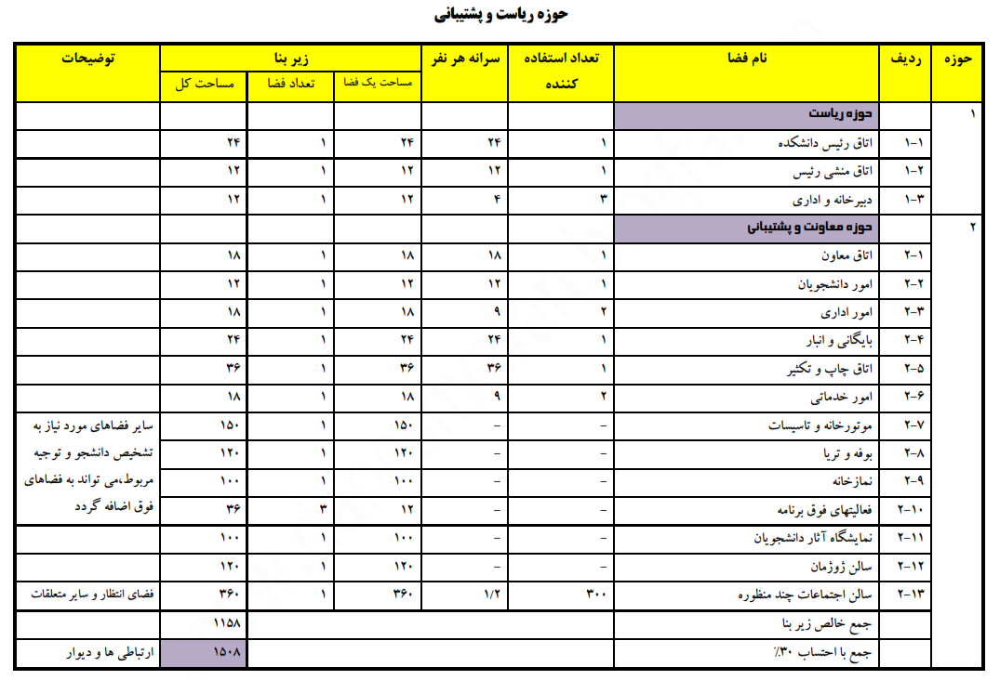 حوزه ریاست و پشتیبانی
حوزه ردیف نام فضا تعداد استفاده کننده سرانه هر نفر زیر بنا توضیحات
مساحت یک فضا تعداد فضا مساحت کل
۱ حوزه ریاست
۱-۱ اتاق رئیس دانشکده ۱ ۲۴ ۲۴ ۱ ۲۴
۱-۲ اتاق منشی رئیس ۱ ۱۲ ۱۲ ۱ ۱۲
۱-۳ دبیرخانه و اداری ۳ ۴ ۱۲ ۱ ۱۲
۲ حوزه معاونت و پشتیبانی
۲-۱ اتاق معاون ۱ ۱۸ ۱۸ ۱ ۱۸
۲-۲ امور دانشجویان ۱ ۱۲ ۱۲ ۱ ۱۲
۲-۳ امور اداری ۲ ۹ ۱۸ ۱ ۱۸
۲-۴ بایگانی و انبار ۱ ۲۴ ۲۴ ۱ ۲۴
۲-۵ اتاق چاپ و تکثیر ۱ ۳۶ ۳۶ ۱ ۳۶
۲-۶ امور خدماتی ۲ ۹ ۱۸ ۱ ۱۸
۲-۷ موتورخانه و تاسیسات - - ۱۵۰ ۱ ۱۵۰ سایر فضاهای مورد نیاز به
۲-۸ بوفه و تریا - - ۱۲۰ ۱ ۱۲۰ تشخیص دانشجو و توجیه
۲-۹ نمازخانه - - ۱۰۰ ۱ ۱۰۰ مربوط،می تواند به فضاهای
۲-۱۰ فعالیتهای فوق برنامه - - ۱۲ ۳ ۳۶ فوق اضافه گردد
۲-۱۱ نمایشگاه آثار دانشجویان - - ۱۰۰ ۱ ۱۰۰
۲-۱۲ سالن ژوژمان - - ۱۲۰ ۱ ۱۲۰
۲-۱۳ سالن اجتماعات چند منظوره ۳۰۰ ۱/۲ ۳۶۰ ۱ ۳۶۰ فضای انتظار و سایر متعلقات
جمع خالص زیر بنا ۱۱۵۸
جمع با احتساب ۳۰% ۱۵۰۸ ارتباطی ها و دیوار